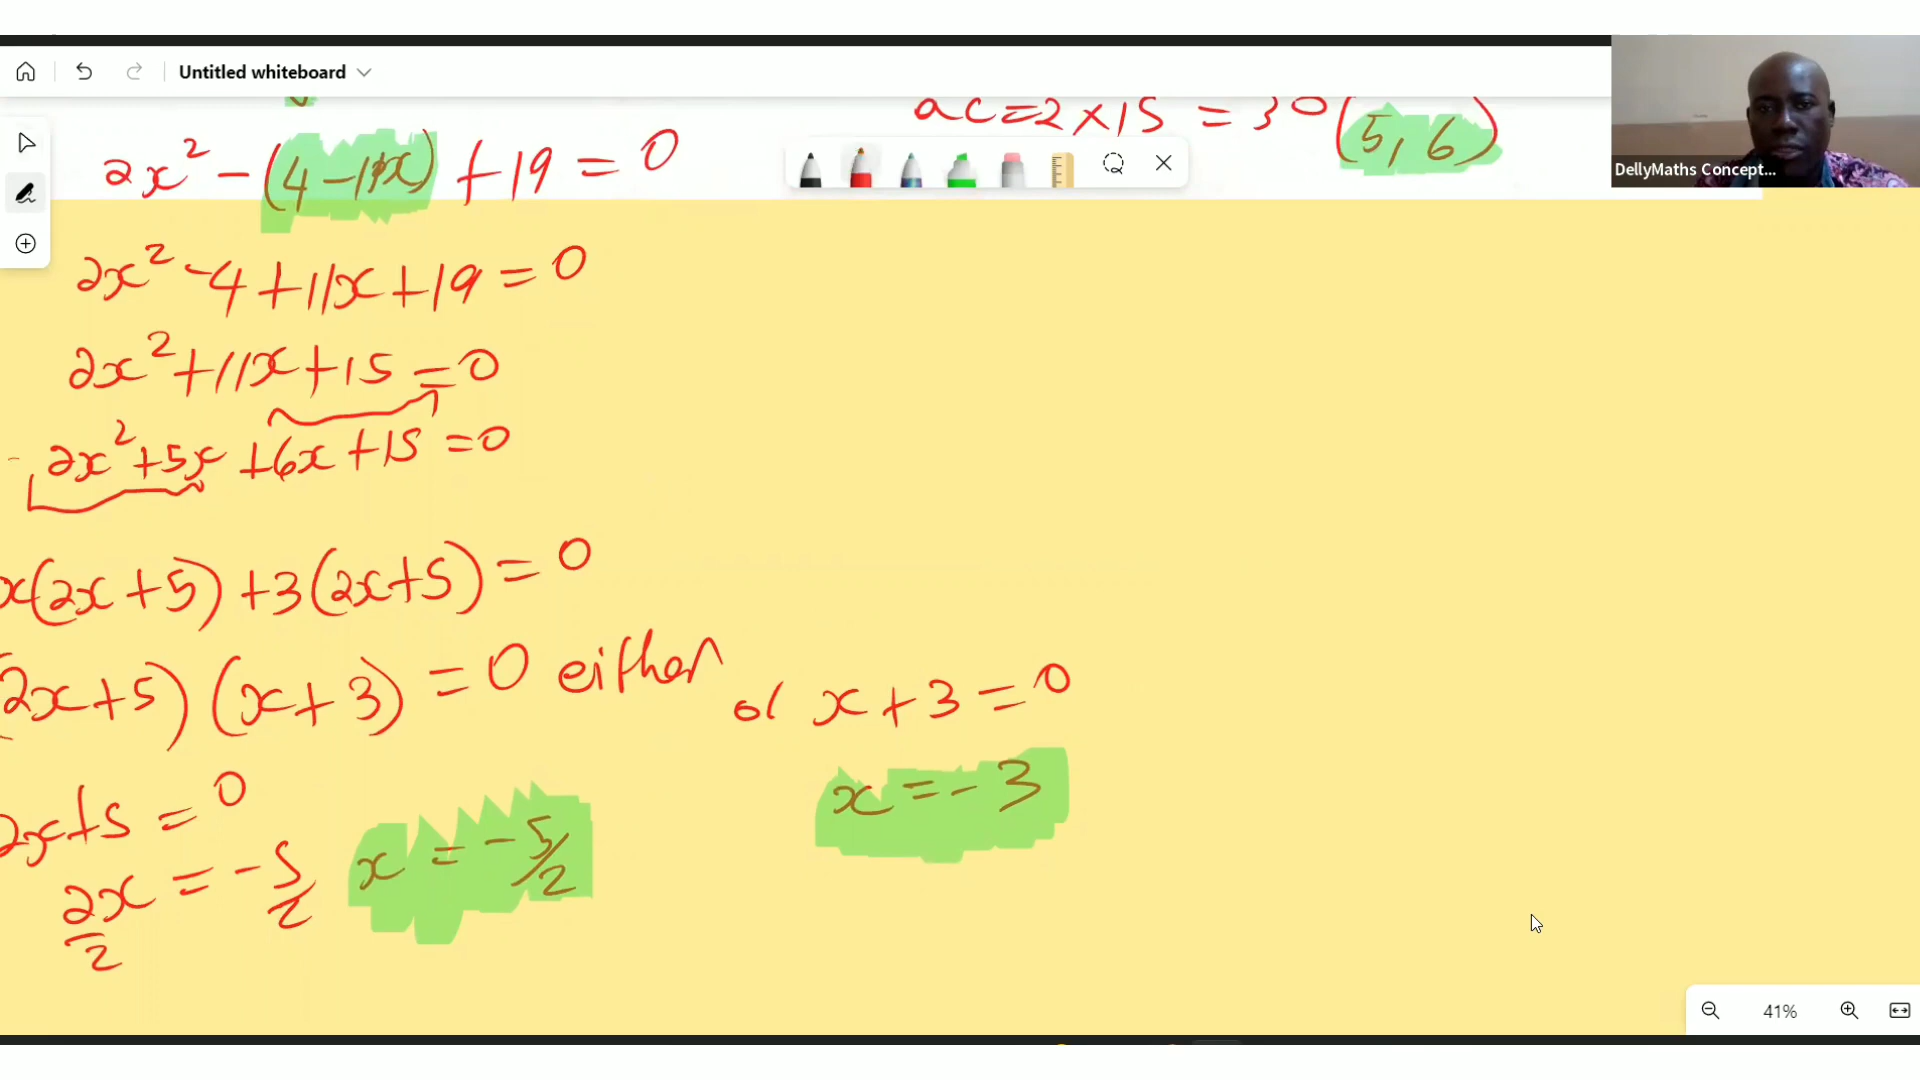 Untitled whiteboard
ac=2×15 = 30 (5, 6)
2x² - (4-11x) + 19 = 0
DellyMaths Concept...
2x² - 4 + 11x + 19 = 0
2x² + 11x + 15 = 0
2x² + 5x + 6x + 15 = 0
x(2x + 5) + 3(2x + 5) = 0
2x + 5) (x + 3) = 0 either
or x + 3 = 0
x = - 3
2x + 5 = 0
2x/2 = - 5/2 x = - 5/2
41%